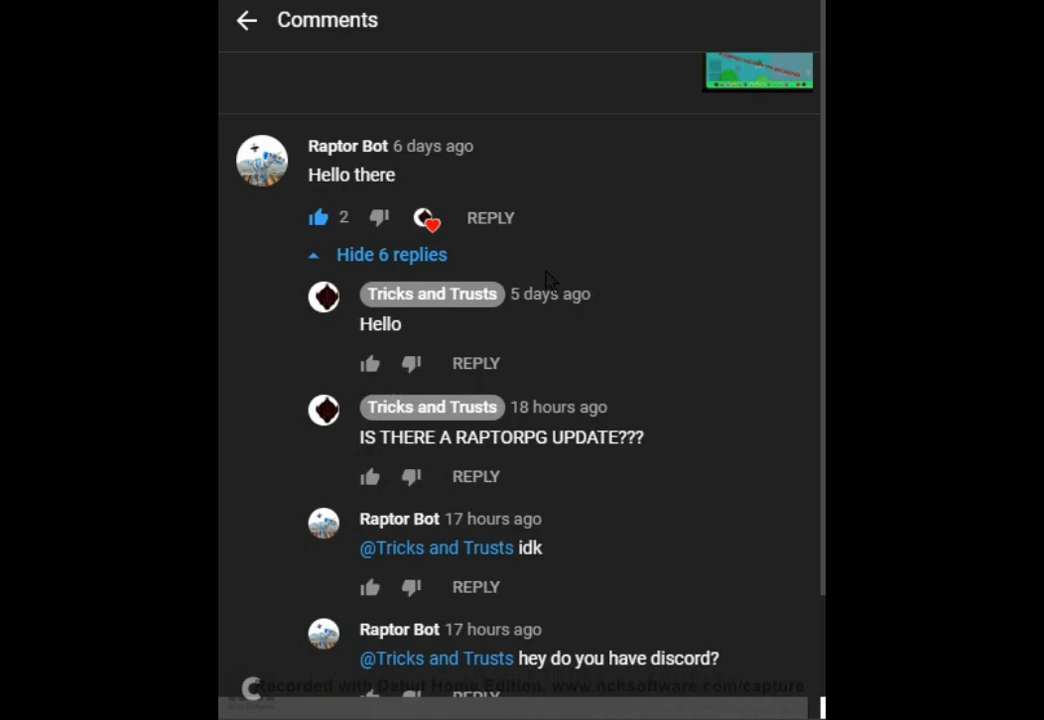 Comments
Raptor Bot 6 days ago
Hello there
2 REPLY
Hide 6 replies
Tricks and Trusts 5 days ago
Hello
REPLY
Tricks and Trusts 18 hours ago
IS THERE A RAPTORPG UPDATE???
REPLY
Raptor Bot 17 hours ago
@Tricks and Trusts idk
REPLY
Raptor Bot 17 hours ago
@Tricks and Trusts hey do you have discord?
Recorded with Debut Home Edition. www.nchsoftware.com/capture
REPLY